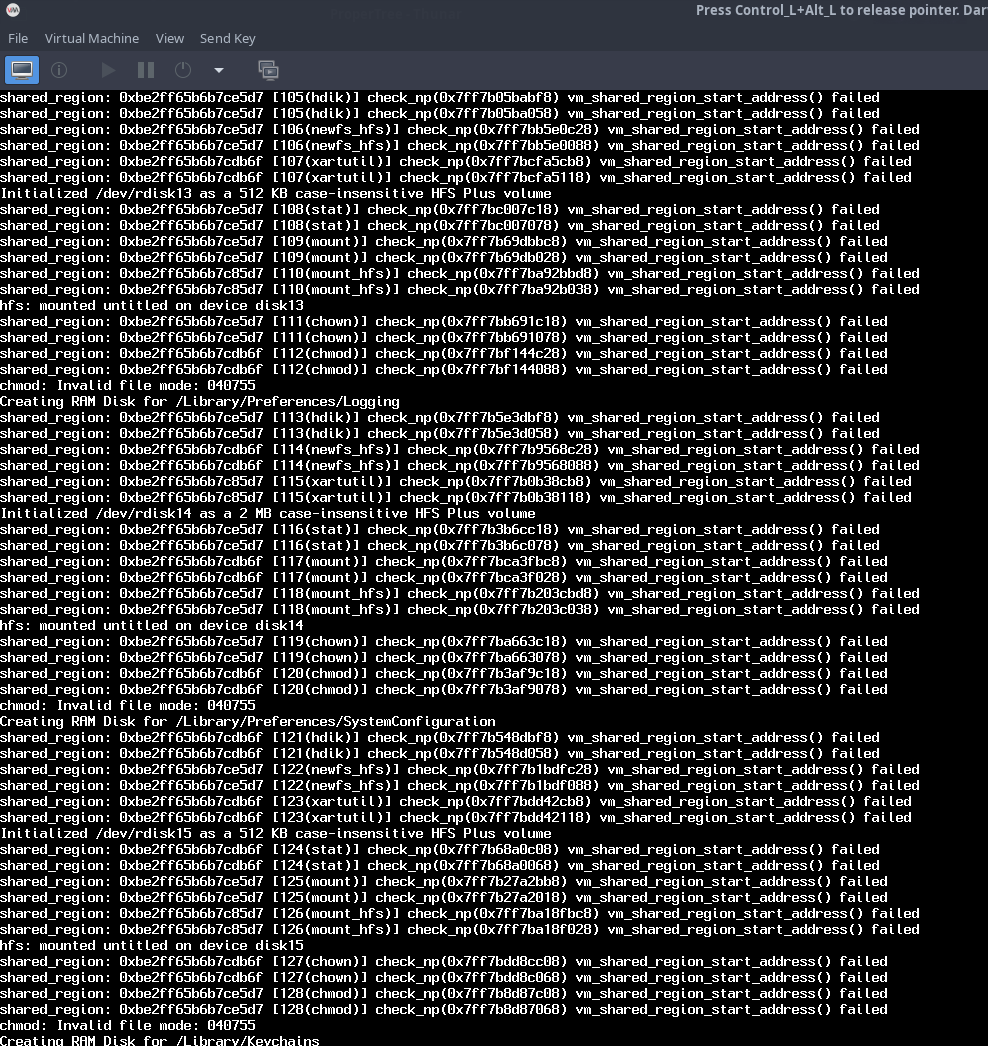 Press Control_L+Alt_L to release pointer. Dar
File Virtual Machine View Send Key
shared_region: 0xbe2ff65b6b7ce5d7 [105(hdik)] check_np(0x7ff7b05babf8) vm_shared_region_start_address() failed
shared_region: 0xbe2ff65b6b7ce5d7 [105(hdik)] check_np(0x7ff7b05ba058) vm_shared_region_start_address() failed
shared_region: 0xbe2ff65b6b7ce5d7 [106(newfs_hfs)] check_np(0x7ff7bb5e0c28) vm_shared_region_start_address() failed
shared_region: 0xbe2ff65b6b7ce5d7 [106(newfs_hfs)] check_np(0x7ff7bb5e0088) vm_shared_region_start_address() failed
shared_region: 0xbe2ff65b6b7cdb6f [107(xartutil)] check_np(0x7ff7bcfa5cb8) vm_shared_region_start_address() failed
shared_region: 0xbe2ff65b6b7cdb6f [107(xartutil)] check_np(0x7ff7bcfa5118) vm_shared_region_start_address() failed
Initialized /dev/rdisk13 as a 512 KB case-insensitive HFS Plus volume
shared_region: 0xbe2ff65b6b7ce5d7 [108(stat)] check_np(0x7ff7bc007c18) vm_shared_region_start_address() failed
shared_region: 0xbe2ff65b6b7ce5d7 [108(stat)] check_np(0x7ff7bc007078) vm_shared_region_start_address() failed
shared_region: 0xbe2ff65b6b7ce5d7 [109(mount)] check_np(0x7ff7b69dbbc8) vm_shared_region_start_address() failed
shared_region: 0xbe2ff65b6b7ce5d7 [109(mount)] check_np(0x7ff7b69db028) vm_shared_region_start_address() failed
shared_region: 0xbe2ff65b6b7c85d7 [110(mount_hfs)] check_np(0x7ff7ba92bbd8) vm_shared_region_start_address() failed
shared_region: 0xbe2ff65b6b7c85d7 [110(mount_hfs)] check_np(0x7ff7ba92b038) vm_shared_region_start_address() failed
hfs: mounted untitled on device disk13
shared_region: 0xbe2ff65b6b7ce5d7 [111(chown)] check_np(0x7ff7bb691c18) vm_shared_region_start_address() failed
shared_region: 0xbe2ff65b6b7ce5d7 [111(chown)] check_np(0x7ff7bb691078) vm_shared_region_start_address() failed
shared_region: 0xbe2ff65b6b7cdb6f [112(chmod)] check_np(0x7ff7bf144c28) vm_shared_region_start_address() failed
shared_region: 0xbe2ff65b6b7cdb6f [112(chmod)] check_np(0x7ff7bf144088) vm_shared_region_start_address() failed
chmod: Invalid file mode: 040755
Creating RAM Disk for /Library/Preferences/Logging
shared_region: 0xbe2ff65b6b7ce5d7 [113(hdik)] check_np(0x7ff7b5e3dbf8) vm_shared_region_start_address() failed
shared_region: 0xbe2ff65b6b7ce5d7 [113(hdik)] check_np(0x7ff7b5e3d058) vm_shared_region_start_address() failed
shared_region: 0xbe2ff65b6b7cdb6f [114(newfs_hfs)] check_np(0x7ff7b9568c28) vm_shared_region_start_address() failed
shared_region: 0xbe2ff65b6b7cdb6f [114(newfs_hfs)] check_np(0x7ff7b9568088) vm_shared_region_start_address() failed
shared_region: 0xbe2ff65b6b7c85d7 [115(xartutil)] check_np(0x7ff7b0b38cb8) vm_shared_region_start_address() failed
shared_region: 0xbe2ff65b6b7c85d7 [115(xartutil)] check_np(0x7ff7b0b38118) vm_shared_region_start_address() failed
Initialized /dev/rdisk14 as a 2 MB case-insensitive HFS Plus volume
shared_region: 0xbe2ff65b6b7ce5d7 [116(stat)] check_np(0x7ff7b3b6cc18) vm_shared_region_start_address() failed
shared_region: 0xbe2ff65b6b7ce5d7 [116(stat)] check_np(0x7ff7b3b6c078) vm_shared_region_start_address() failed
shared_region: 0xbe2ff65b6b7cdb6f [117(mount)] check_np(0x7ff7bca3fbc8) vm_shared_region_start_address() failed
shared_region: 0xbe2ff65b6b7cdb6f [117(mount)] check_np(0x7ff7bca3f028) vm_shared_region_start_address() failed
shared_region: 0xbe2ff65b6b7c85d7 [118(mount_hfs)] check_np(0x7ff7b203cbd8) vm_shared_region_start_address() failed
shared_region: 0xbe2ff65b6b7c85d7 [118(mount_hfs)] check_np(0x7ff7b203c038) vm_shared_region_start_address() failed
hfs: mounted untitled on device disk14
shared_region: 0xbe2ff65b6b7ce5d7 [119(chown)] check_np(0x7ff7ba663c18) vm_shared_region_start_address() failed
shared_region: 0xbe2ff65b6b7ce5d7 [119(chown)] check_np(0x7ff7ba663078) vm_shared_region_start_address() failed
shared_region: 0xbe2ff65b6b7cdb6f [120(chmod)] check_np(0x7ff7b3af9c18) vm_shared_region_start_address() failed
shared_region: 0xbe2ff65b6b7cdb6f [120(chmod)] check_np(0x7ff7b3af9078) vm_shared_region_start_address() failed
chmod: Invalid file mode: 040755
Creating RAM Disk for /Library/Preferences/SystemConfiguration
shared_region: 0xbe2ff65b6b7cdb6f [121(hdik)] check_np(0x7ff7b548dbf8) vm_shared_region_start_address() failed
shared_region: 0xbe2ff65b6b7cdb6f [121(hdik)] check_np(0x7ff7b548d058) vm_shared_region_start_address() failed
shared_region: 0xbe2ff65b6b7ce5d7 [122(newfs_hfs)] check_np(0x7ff7b1bdfc28) vm_shared_region_start_address() failed
shared_region: 0xbe2ff65b6b7ce5d7 [122(newfs_hfs)] check_np(0x7ff7b1bdf088) vm_shared_region_start_address() failed
shared_region: 0xbe2ff65b6b7cdb6f [123(xartutil)] check_np(0x7ff7bdd42cb8) vm_shared_region_start_address() failed
shared_region: 0xbe2ff65b6b7cdb6f [123(xartutil)] check_np(0x7ff7bdd42118) vm_shared_region_start_address() failed
Initialized /dev/rdisk15 as a 512 KB case-insensitive HFS Plus volume
shared_region: 0xbe2ff65b6b7cdb6f [124(stat)] check_np(0x7ff7b68a0c08) vm_shared_region_start_address() failed
shared_region: 0xbe2ff65b6b7cdb6f [124(stat)] check_np(0x7ff7b68a0068) vm_shared_region_start_address() failed
shared_region: 0xbe2ff65b6b7ce5d7 [125(mount)] check_np(0x7ff7b27a2bb8) vm_shared_region_start_address() failed
shared_region: 0xbe2ff65b6b7ce5d7 [125(mount)] check_np(0x7ff7b27a2018) vm_shared_region_start_address() failed
shared_region: 0xbe2ff65b6b7c85d7 [126(mount_hfs)] check_np(0x7ff7ba18fbc8) vm_shared_region_start_address() failed
shared_region: 0xbe2ff65b6b7c85d7 [126(mount_hfs)] check_np(0x7ff7ba18f028) vm_shared_region_start_address() failed
hfs: mounted untitled on device disk15
shared_region: 0xbe2ff65b6b7cdb6f [127(chown)] check_np(0x7ff7bdd8cc08) vm_shared_region_start_address() failed
shared_region: 0xbe2ff65b6b7cdb6f [127(chown)] check_np(0x7ff7bdd8c068) vm_shared_region_start_address() failed
shared_region: 0xbe2ff65b6b7ce5d7 [128(chmod)] check_np(0x7ff7b8d87c08) vm_shared_region_start_address() failed
shared_region: 0xbe2ff65b6b7ce5d7 [128(chmod)] check_np(0x7ff7b8d87068) vm_shared_region_start_address() failed
chmod: Invalid file mode: 040755
Creating RAM Disk for /Library/Keychains